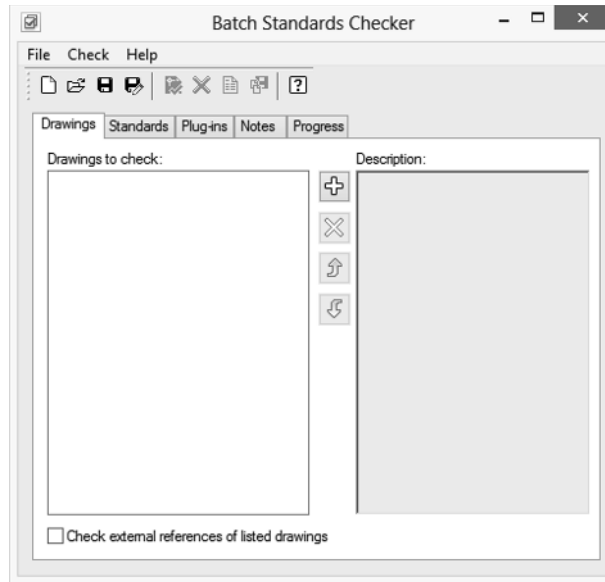 Batch Standards Checker
File Check Help
Drawings Standards Plug-ins Notes Progress
Drawings to check: Description:
Check external references of listed drawings